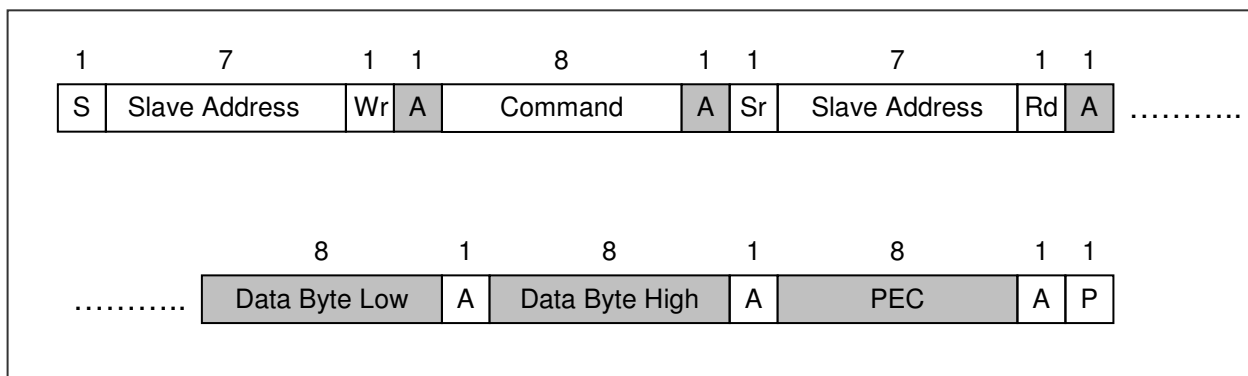 1 7 1 1 8 1 1 7 1 1
S Slave Address Wr A Command A Sr Slave Address Rd A ...........
8 1 8 1 8 1 1
........... Data Byte Low A Data Byte High A PEC A P